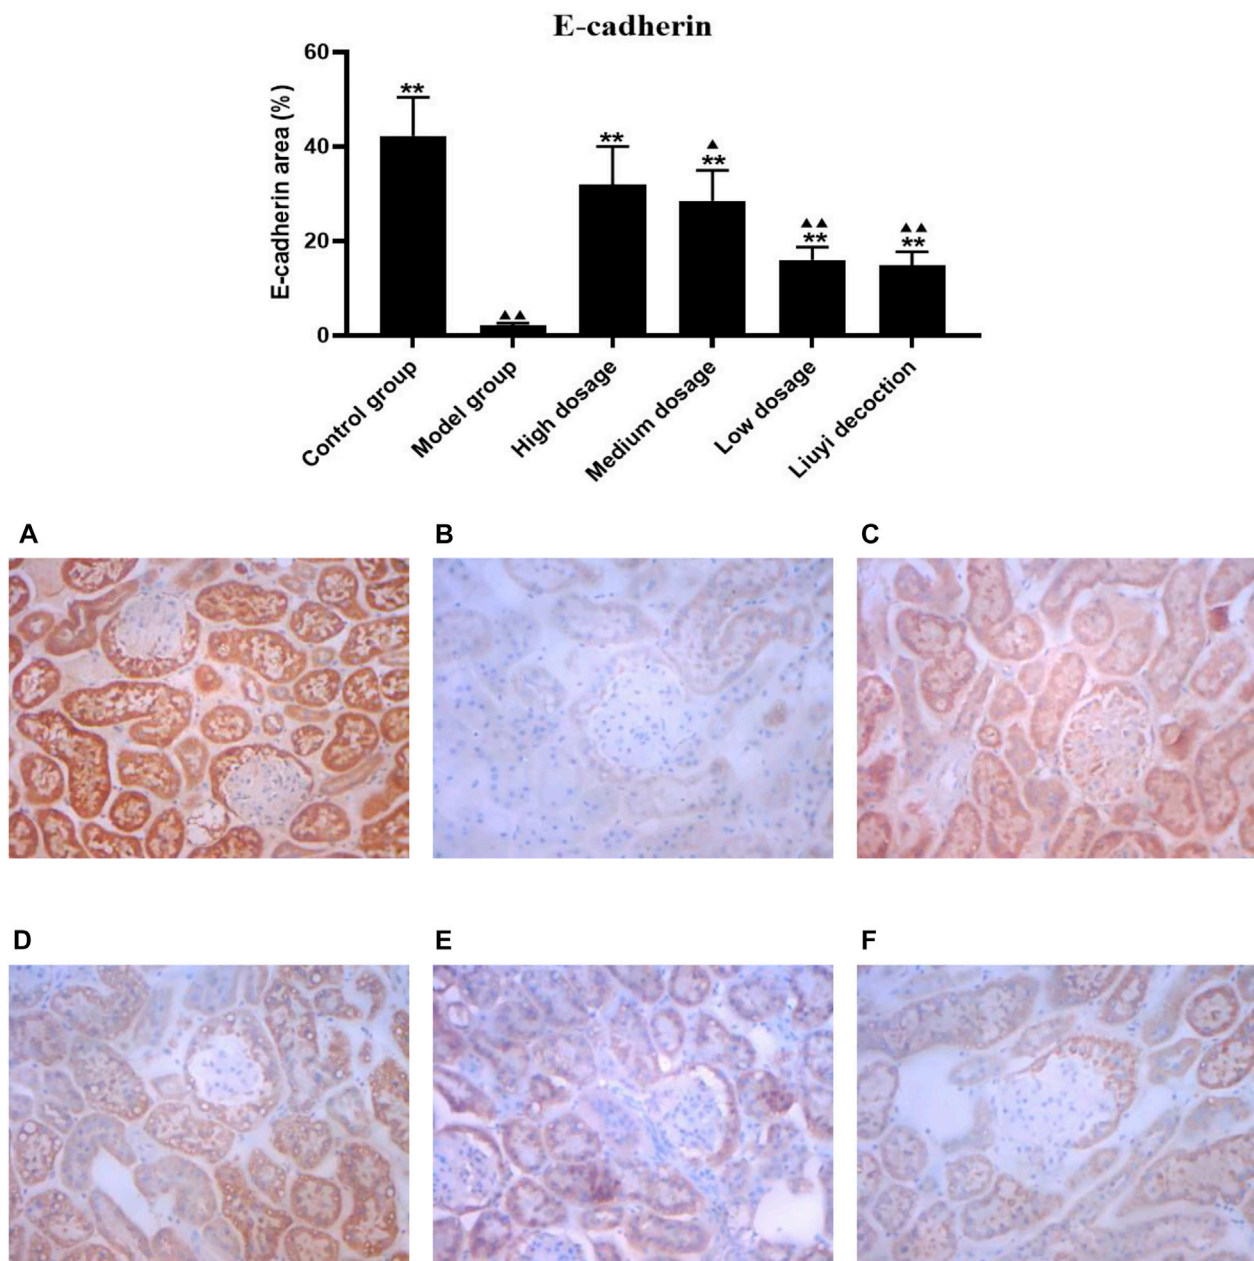 E-cadherin
E-cadherin area (%)
60
40
20
0
**
▲▲
**
▲
**
▲▲
**
▲▲
**
Control group
Model group
High dosage
Medium dosage
Low dosage
Liuyi decoction
A
B
C
D
E
F